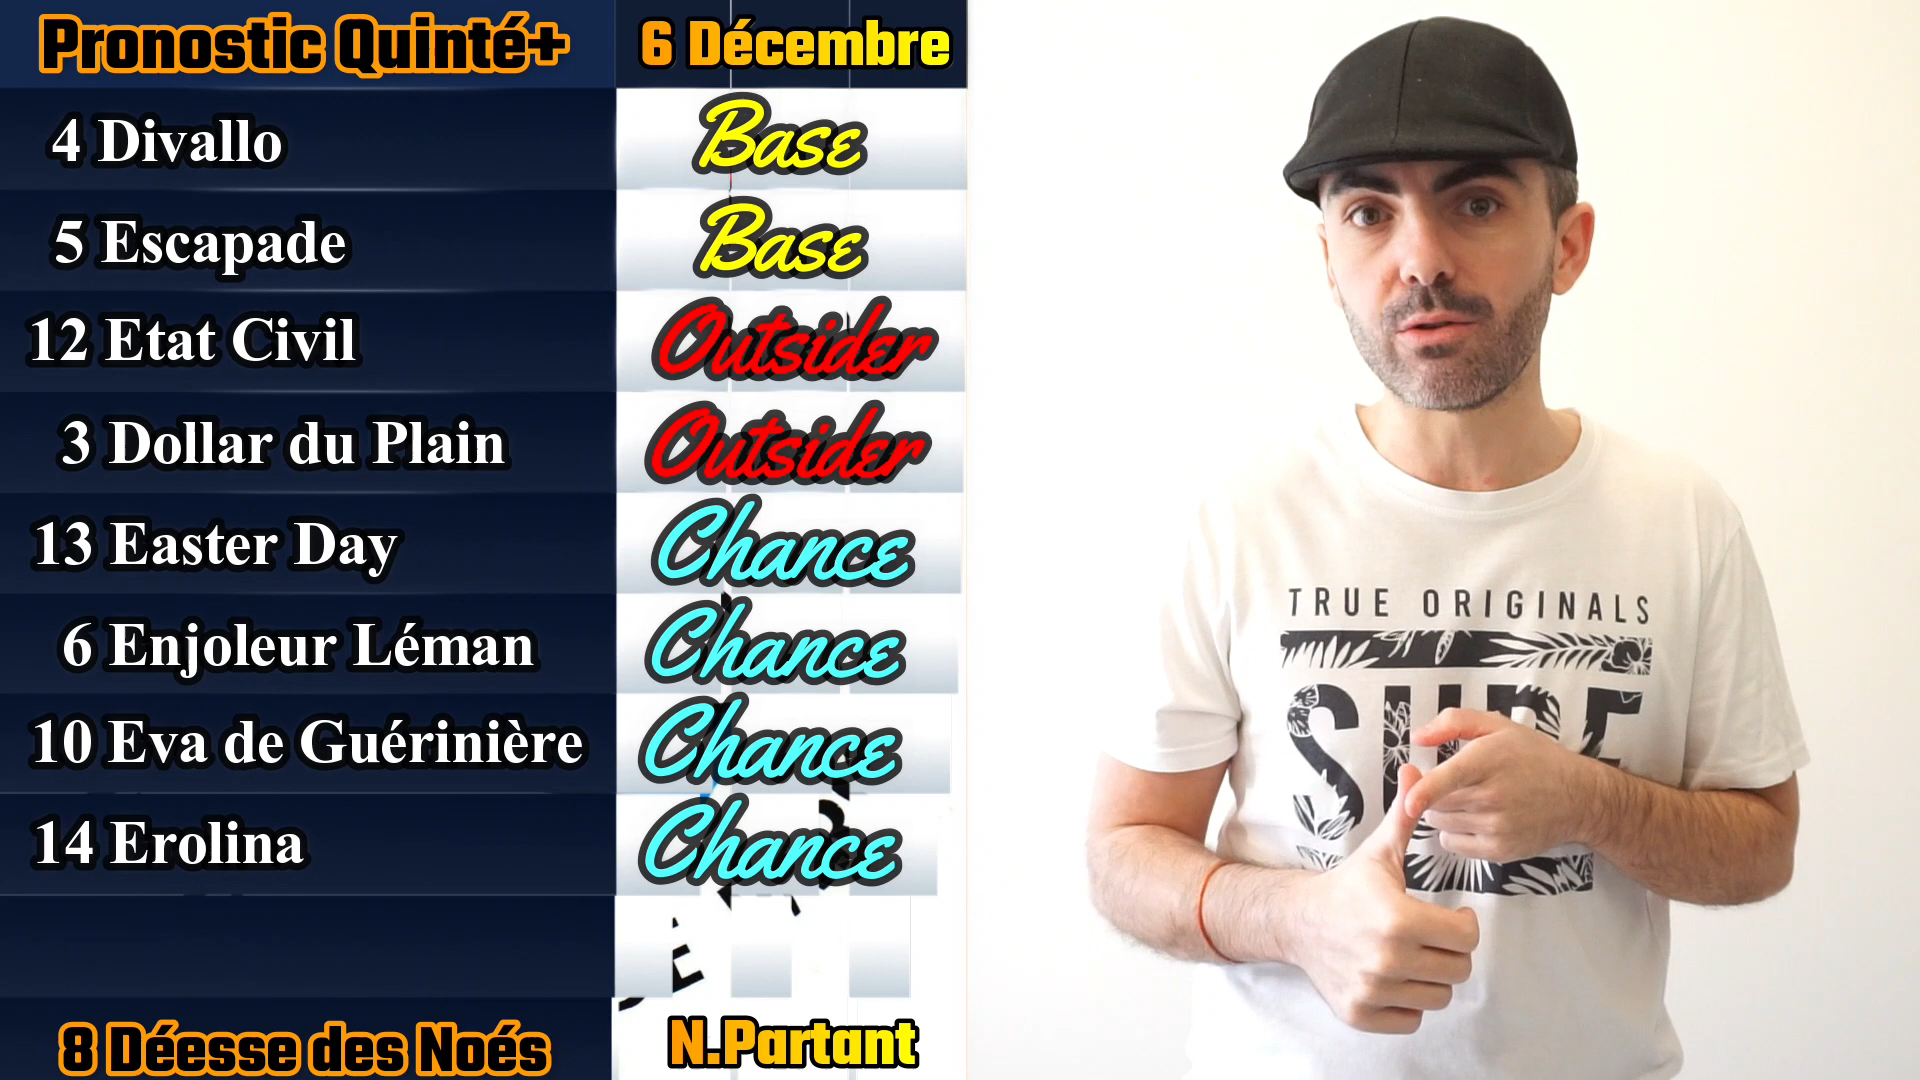 Pronostic Quinté+ 6 Décembre
4 Divallo Base
5 Escapade Base
12 Etat Civil Outsider
3 Dollar du Plain Outsider
13 Easter Day Chance
6 Enjoleur Léman Chance
10 Eva de Guérinière Chance
14 Erolina Chance
8 Déesse des Noés N.Partant
TRUE ORIGINALS